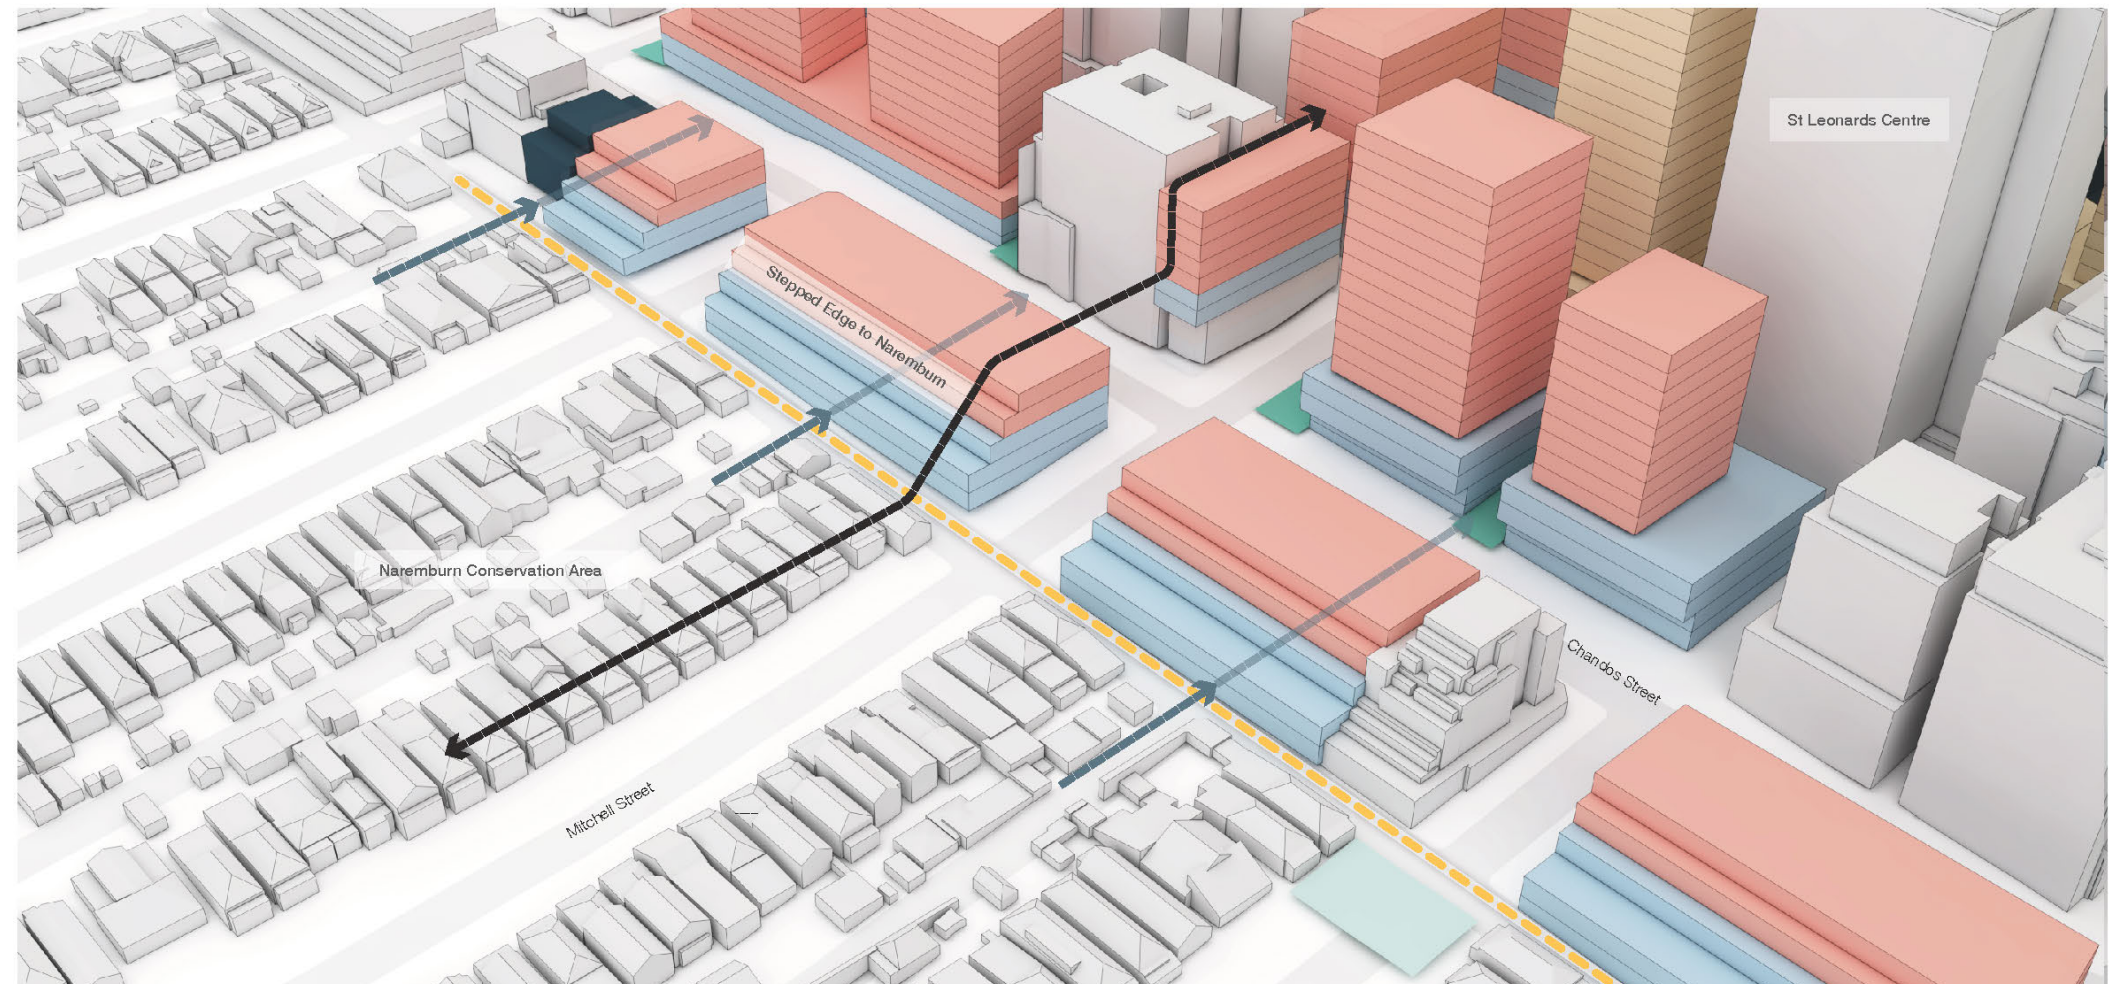 St Leonards Centre
Stepped Edge to Naremburn
Naremburn Conservation Area
Chandos Street
Mitchell Street